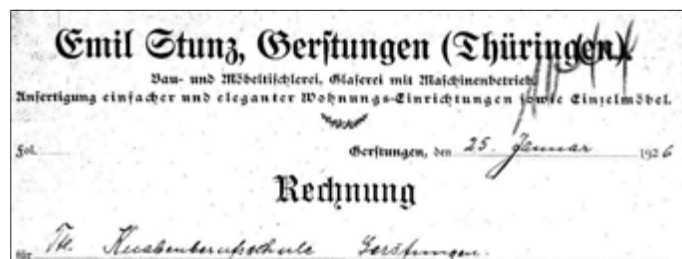 Emil Stunz, Gerstungen (Thüringen).
Bau- und Möbeltischlerei, Glaserei mit Maschinenbetrieb.
Anfertigung einfacher und eleganter Wohnungs-Einrichtungen sowie Einzelmöbel.
Fol.
Gerstungen, den 25. Januar 1926
Rechnung
für Knabenberufschule Gerstungen.